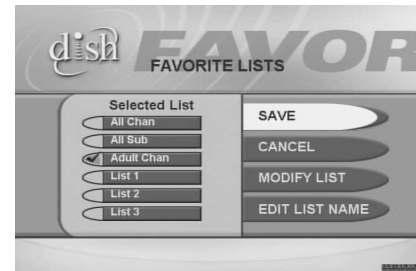 dish
FAVOR
FAVORITE LISTS
Selected List
All Chan
All Sub
Adult Chan
List 1
List 2
List 3
SAVE
CANCEL
MODIFY LIST
EDIT LIST NAME